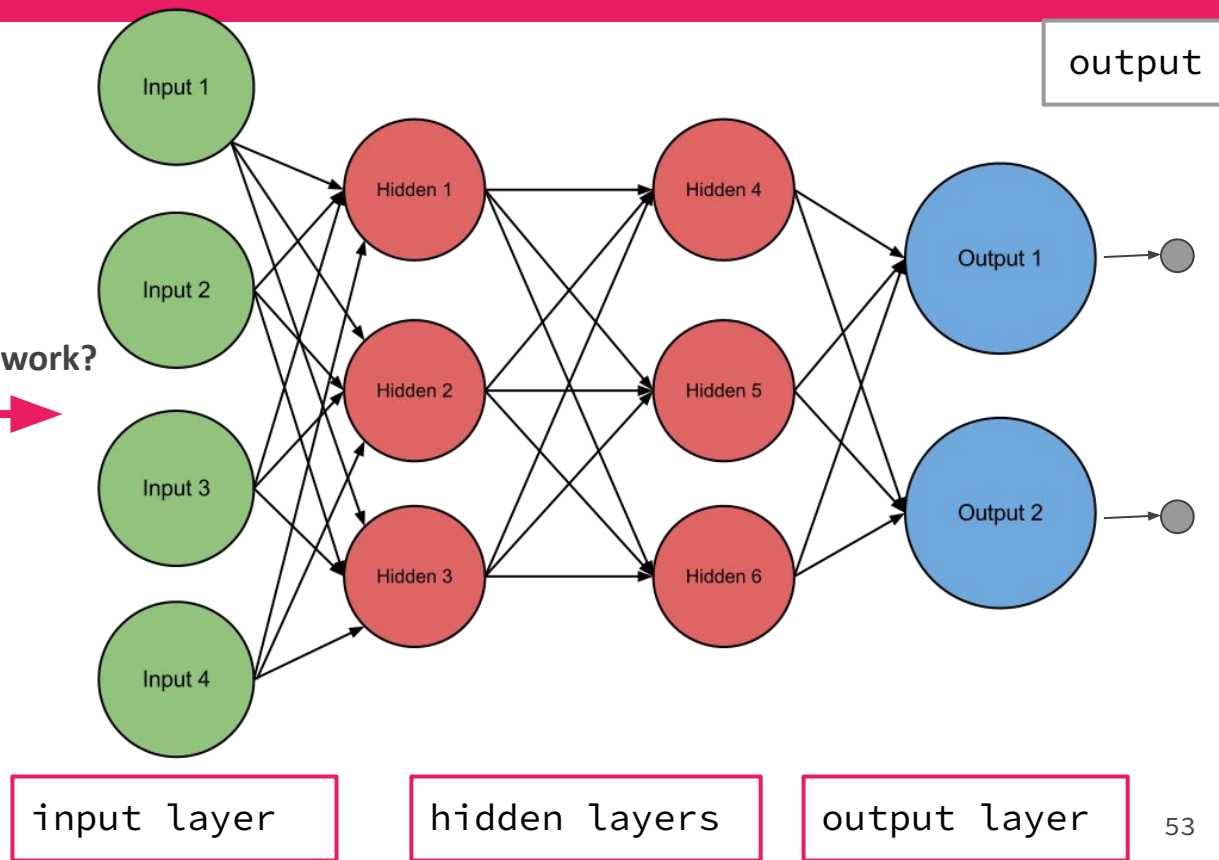 output
Input 1
Input 2
Input 3
Input 4
work?
Hidden 1
Hidden 2
Hidden 3
Hidden 4
Hidden 5
Hidden 6
Output 1
Output 2
input layer
hidden layers
output layer
53